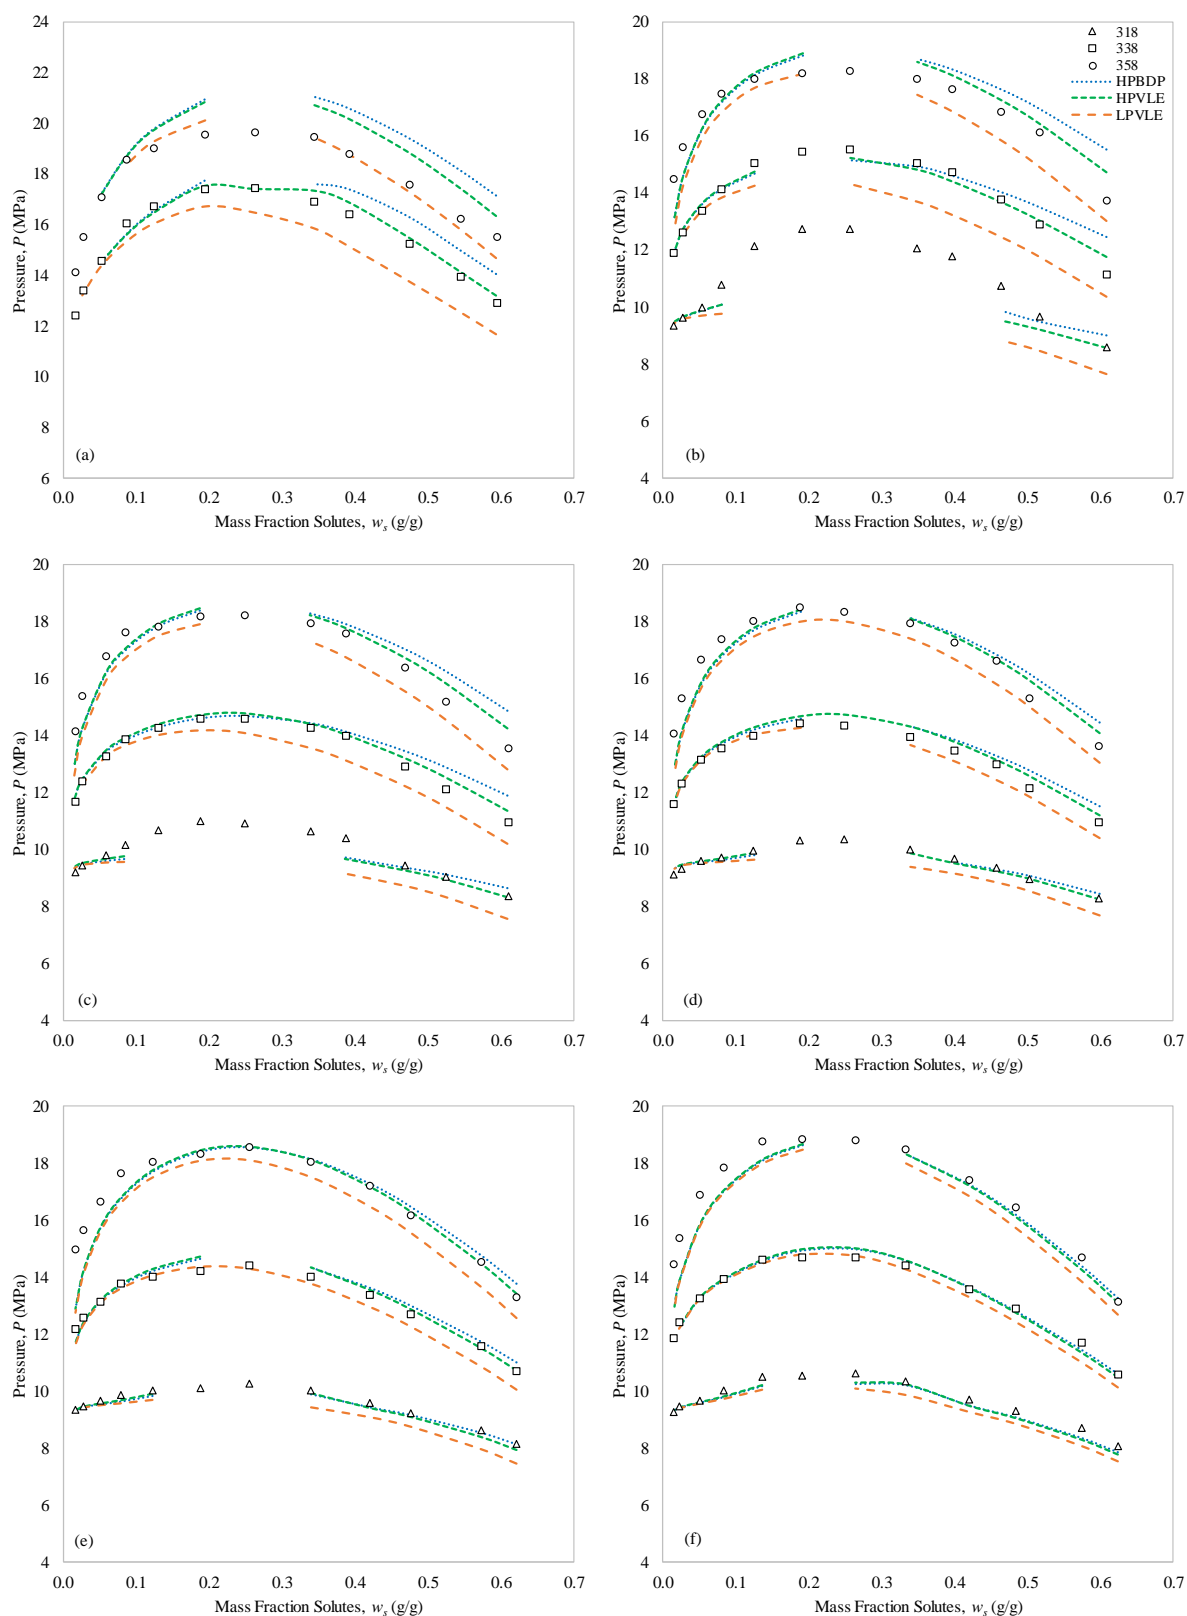 24
22
20
18
16
14
12
10
8
6
Pressure, P (MPa)
(a)
0.0 0.1 0.2 0.3 0.4 0.5 0.6 0.7
Mass Fraction Solutes, ws (g/g)
20
18
16
14
12
10
8
6
4
Pressure, P (MPa)
318
338
358
HPBDP
HPVLE
LPVLE
(b)
0.0 0.1 0.2 0.3 0.4 0.5 0.6 0.7
Mass Fraction Solutes, ws (g/g)
20
18
16
14
12
10
8
6
4
Pressure, P (MPa)
(c)
0.0 0.1 0.2 0.3 0.4 0.5 0.6 0.7
Mass Fraction Solutes, ws (g/g)
20
18
16
14
12
10
8
6
4
Pressure, P (MPa)
(d)
0.0 0.1 0.2 0.3 0.4 0.5 0.6 0.7
Mass Fraction Solutes, ws (g/g)
20
18
16
14
12
10
8
6
4
Pressure, P (MPa)
(e)
0.0 0.1 0.2 0.3 0.4 0.5 0.6 0.7
Mass Fraction Solutes, ws (g/g)
20
18
16
14
12
10
8
6
4
Pressure, P (MPa)
(f)
0.0 0.1 0.2 0.3 0.4 0.5 0.6 0.7
Mass Fraction Solutes, ws (g/g)